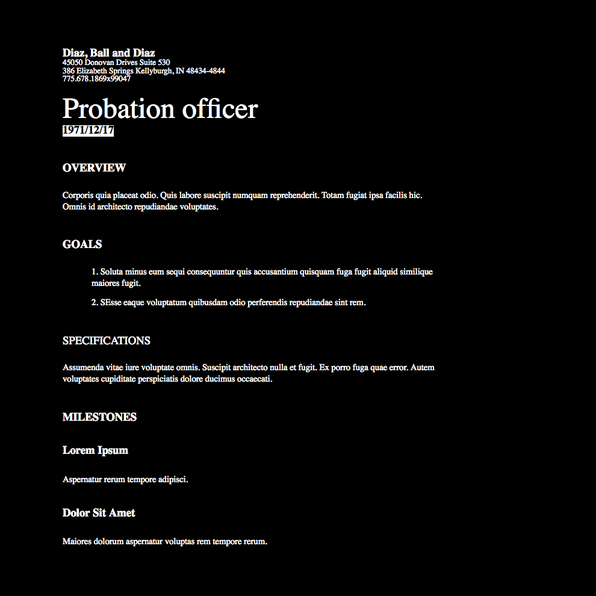 Diaz, Ball and Diaz
45050 Donovan Drives Suite 530
386 Elizabeth Springs Kellyburgh, IN 48434-4844
775.678.1869x99047
Probation officer
1971/12/17
OVERVIEW
Corporis quia placeat odio. Quis labore suscipit numquam reprehenderit. Totam fugiat ipsa facilis hic.
Omnis id architecto repudiandae voluptates.
GOALS
1. Soluta minus eum sequi consequuntur quis accusantium quisquam fuga fugit aliquid similique
maiores fugit.
2. SEsse eaque voluptatum quibusdam odio perferendis repudiandae sint rem.
SPECIFICATIONS
Assumenda vitae iure voluptate omnis. Suscipit architecto nulla et fugit. Ex porro fuga quae error. Autem
voluptates cupiditate perspiciatis dolore ducimus occaecati.
MILESTONES
Lorem Ipsum
Aspernatur rerum tempore adipisci.
Dolor Sit Amet
Maiores dolorum aspernatur voluptas rem tempore rerum.